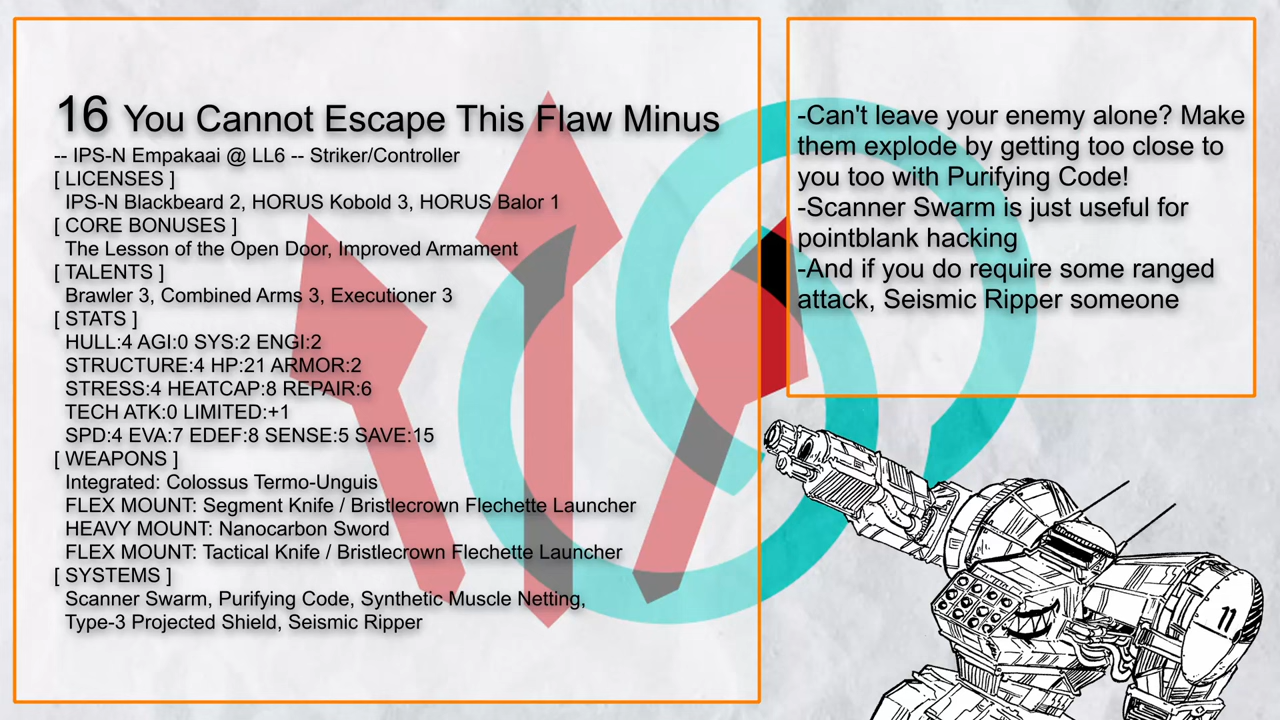 16 You Cannot Escape This Flaw Minus
-- IPS-N Empakaai @ LL6 -- Striker/Controller
[ LICENSES ]
IPS-N Blackbeard 2, HORUS Kobold 3, HORUS Balor 1
[ CORE BONUSES ]
The Lesson of the Open Door, Improved Armament
[ TALENTS ]
Brawler 3, Combined Arms 3, Executioner 3
[ STATS ]
HULL:4 AGI:0 SYS:2 ENGI:2
STRUCTURE:4 HP:21 ARMOR:2
STRESS:4 HEATCAP:8 REPAIR:6
TECH ATK:0 LIMITED:+1
SPD:4 EVA:7 EDEF:8 SENSE:5 SAVE:15
[ WEAPONS ]
Integrated: Colossus Termo-Unguis
FLEX MOUNT: Segment Knife / Bristlecrown Flechette Launcher
HEAVY MOUNT: Nanocarbon Sword
FLEX MOUNT: Tactical Knife / Bristlecrown Flechette Launcher
[ SYSTEMS ]
Scanner Swarm, Purifying Code, Synthetic Muscle Netting,
Type-3 Projected Shield, Seismic Ripper
-Can't leave your enemy alone? Make
them explode by getting too close to
you too with Purifying Code!
-Scanner Swarm is just useful for
pointblank hacking
-And if you do require some ranged
attack, Seismic Ripper someone
11